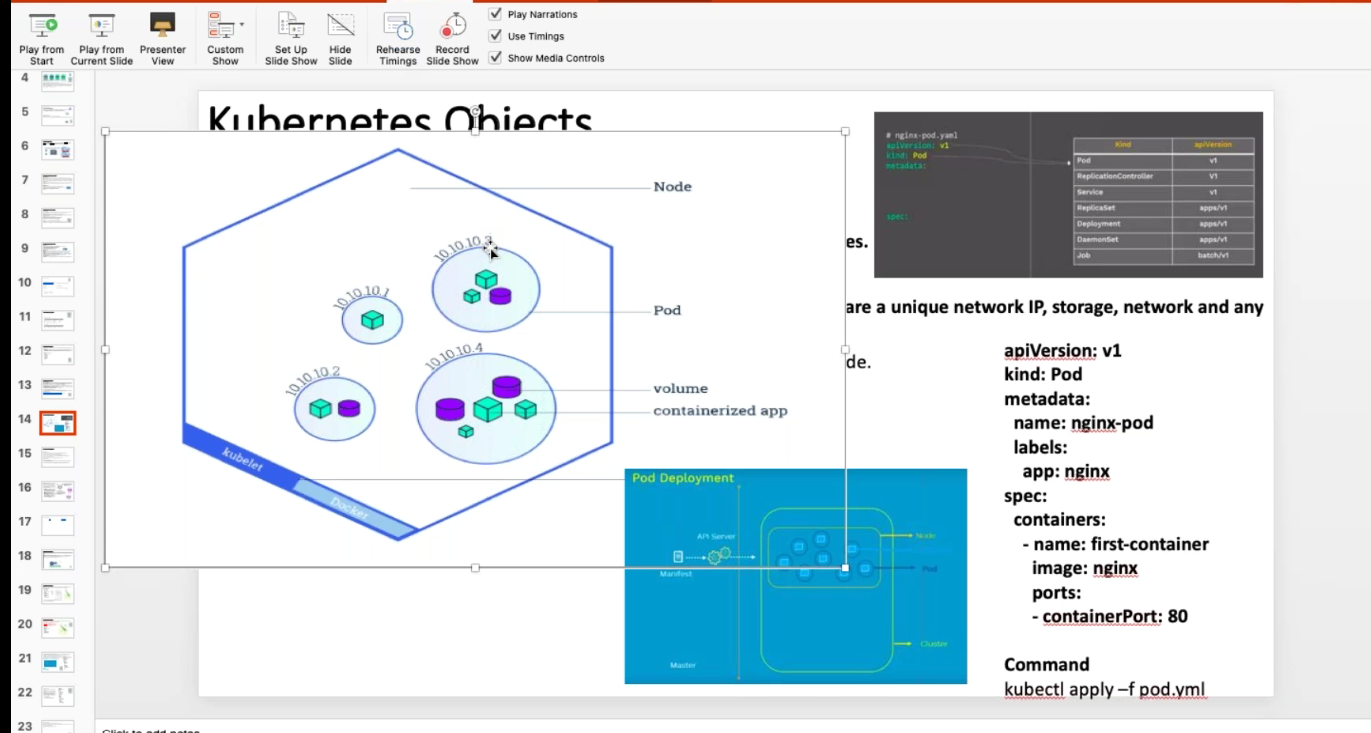 Play from
Start
Play from
Current Slide
Presenter
View
Custom
Show
Set Up
Slide Show
Hide
Slide
Rehearse
Timings
Record
Slide Show
Play Narrations
Use Timings
Show Media Controls
4
5
6
7
8
9
10
11
12
13
14
15
16
17
18
19
20
21
22
23
Kubernetes Objects
Node
10.10.10.3
10.10.10.1
Pod
10.10.10.4
10.10.10.2
volume
containerized app
kubelet
Docker
# nginx-pod.yaml
apiVersion: v1
kind: Pod
metadata:
spec:
Kind apiVersion
Pod v1
ReplicationController V1
Service v1
ReplicaSet apps/v1
Deployment apps/v1
DaemonSet apps/v1
Job batch/v1
es.
are a unique network IP, storage, network and any
de.
Pod Deployment
API Server
Manifest
Master
Node
Pod
Cluster
apiVersion: v1
kind: Pod
metadata:
name: nginx-pod
labels:
app: nginx
spec:
containers:
- name: first-container
image: nginx
ports:
- containerPort: 80
Command
kubectl apply –f pod.yml
Click to add notes